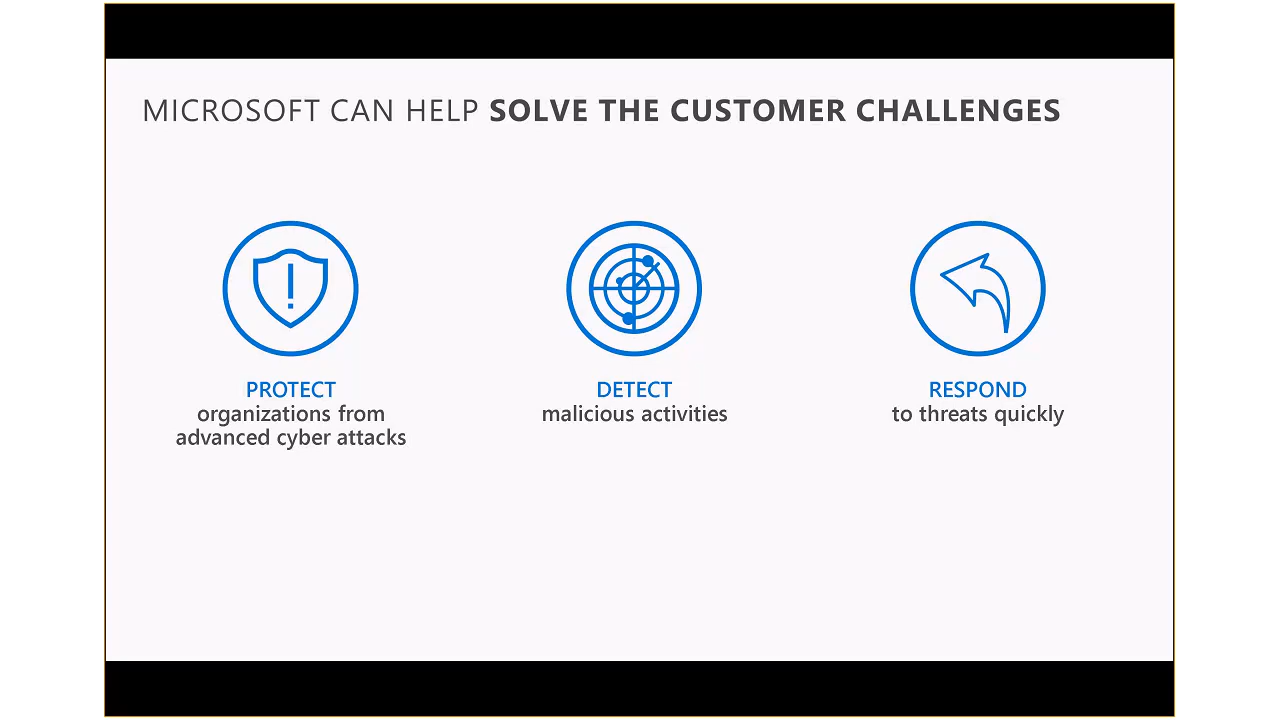 MICROSOFT CAN HELP SOLVE THE CUSTOMER CHALLENGES
PROTECT
organizations from
advanced cyber attacks
DETECT
malicious activities
RESPOND
to threats quickly